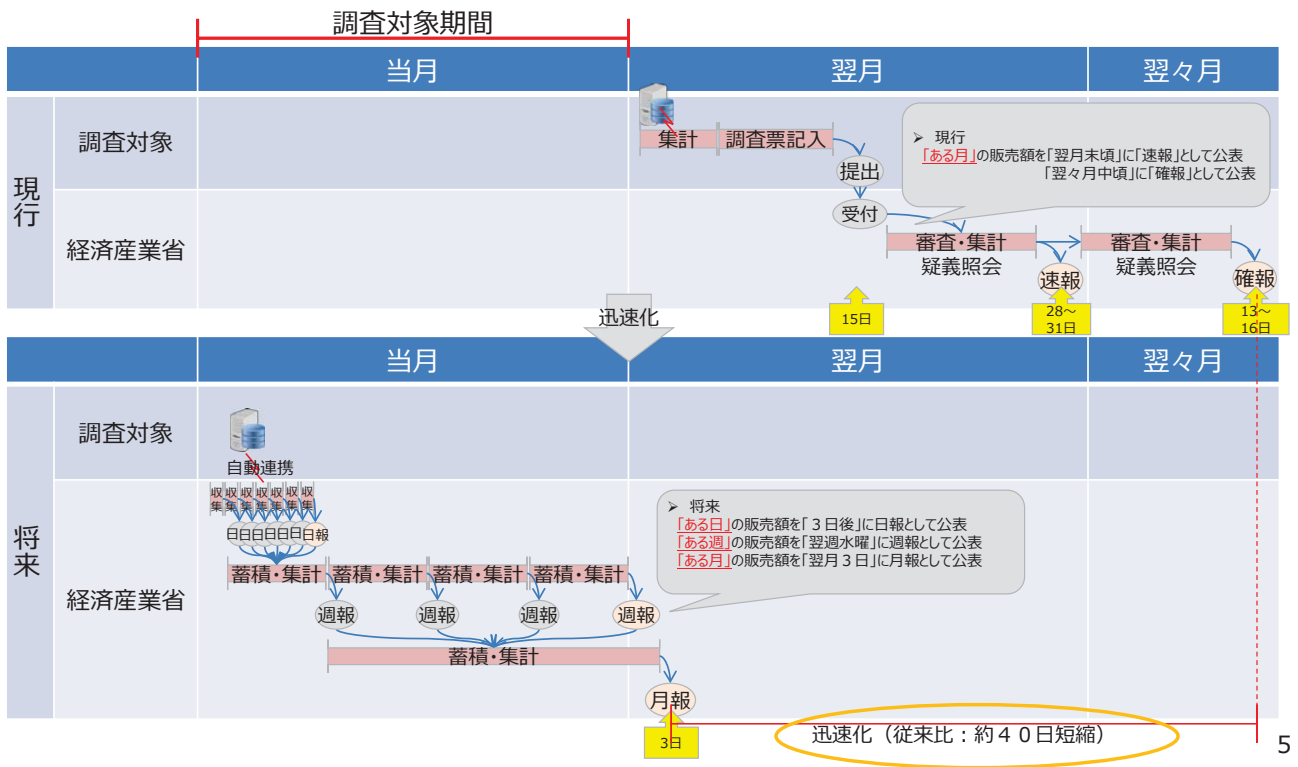 調査対象期間
当月
翌月
翌々月
現行
調査対象
集計
調査票記入
提出
➢ 現行
「ある月」の販売額を「翌月末頃」に「速報」として公表
「翌々月中頃」に「確報」として公表
経済産業省
受付
審査・集計
疑義照会
速報
審査・集計
疑義照会
確報
15日
28~
31日
13~
16日
迅速化
当月
翌月
翌々月
将来
調査対象
自動連携
経済産業省
収集
収集
収集
収集
収集
収集
収集
日
日
日
日
日
日
日報
蓄積・集計
蓄積・集計
蓄積・集計
蓄積・集計
週報
週報
週報
週報
➢ 将来
「ある日」の販売額を「3日後」に日報として公表
「ある週」の販売額を「翌週水曜」に週報として公表
「ある月」の販売額を「翌月3日」に月報として公表
蓄積・集計
月報
3日
迅速化(従来比:約40日短縮)
5